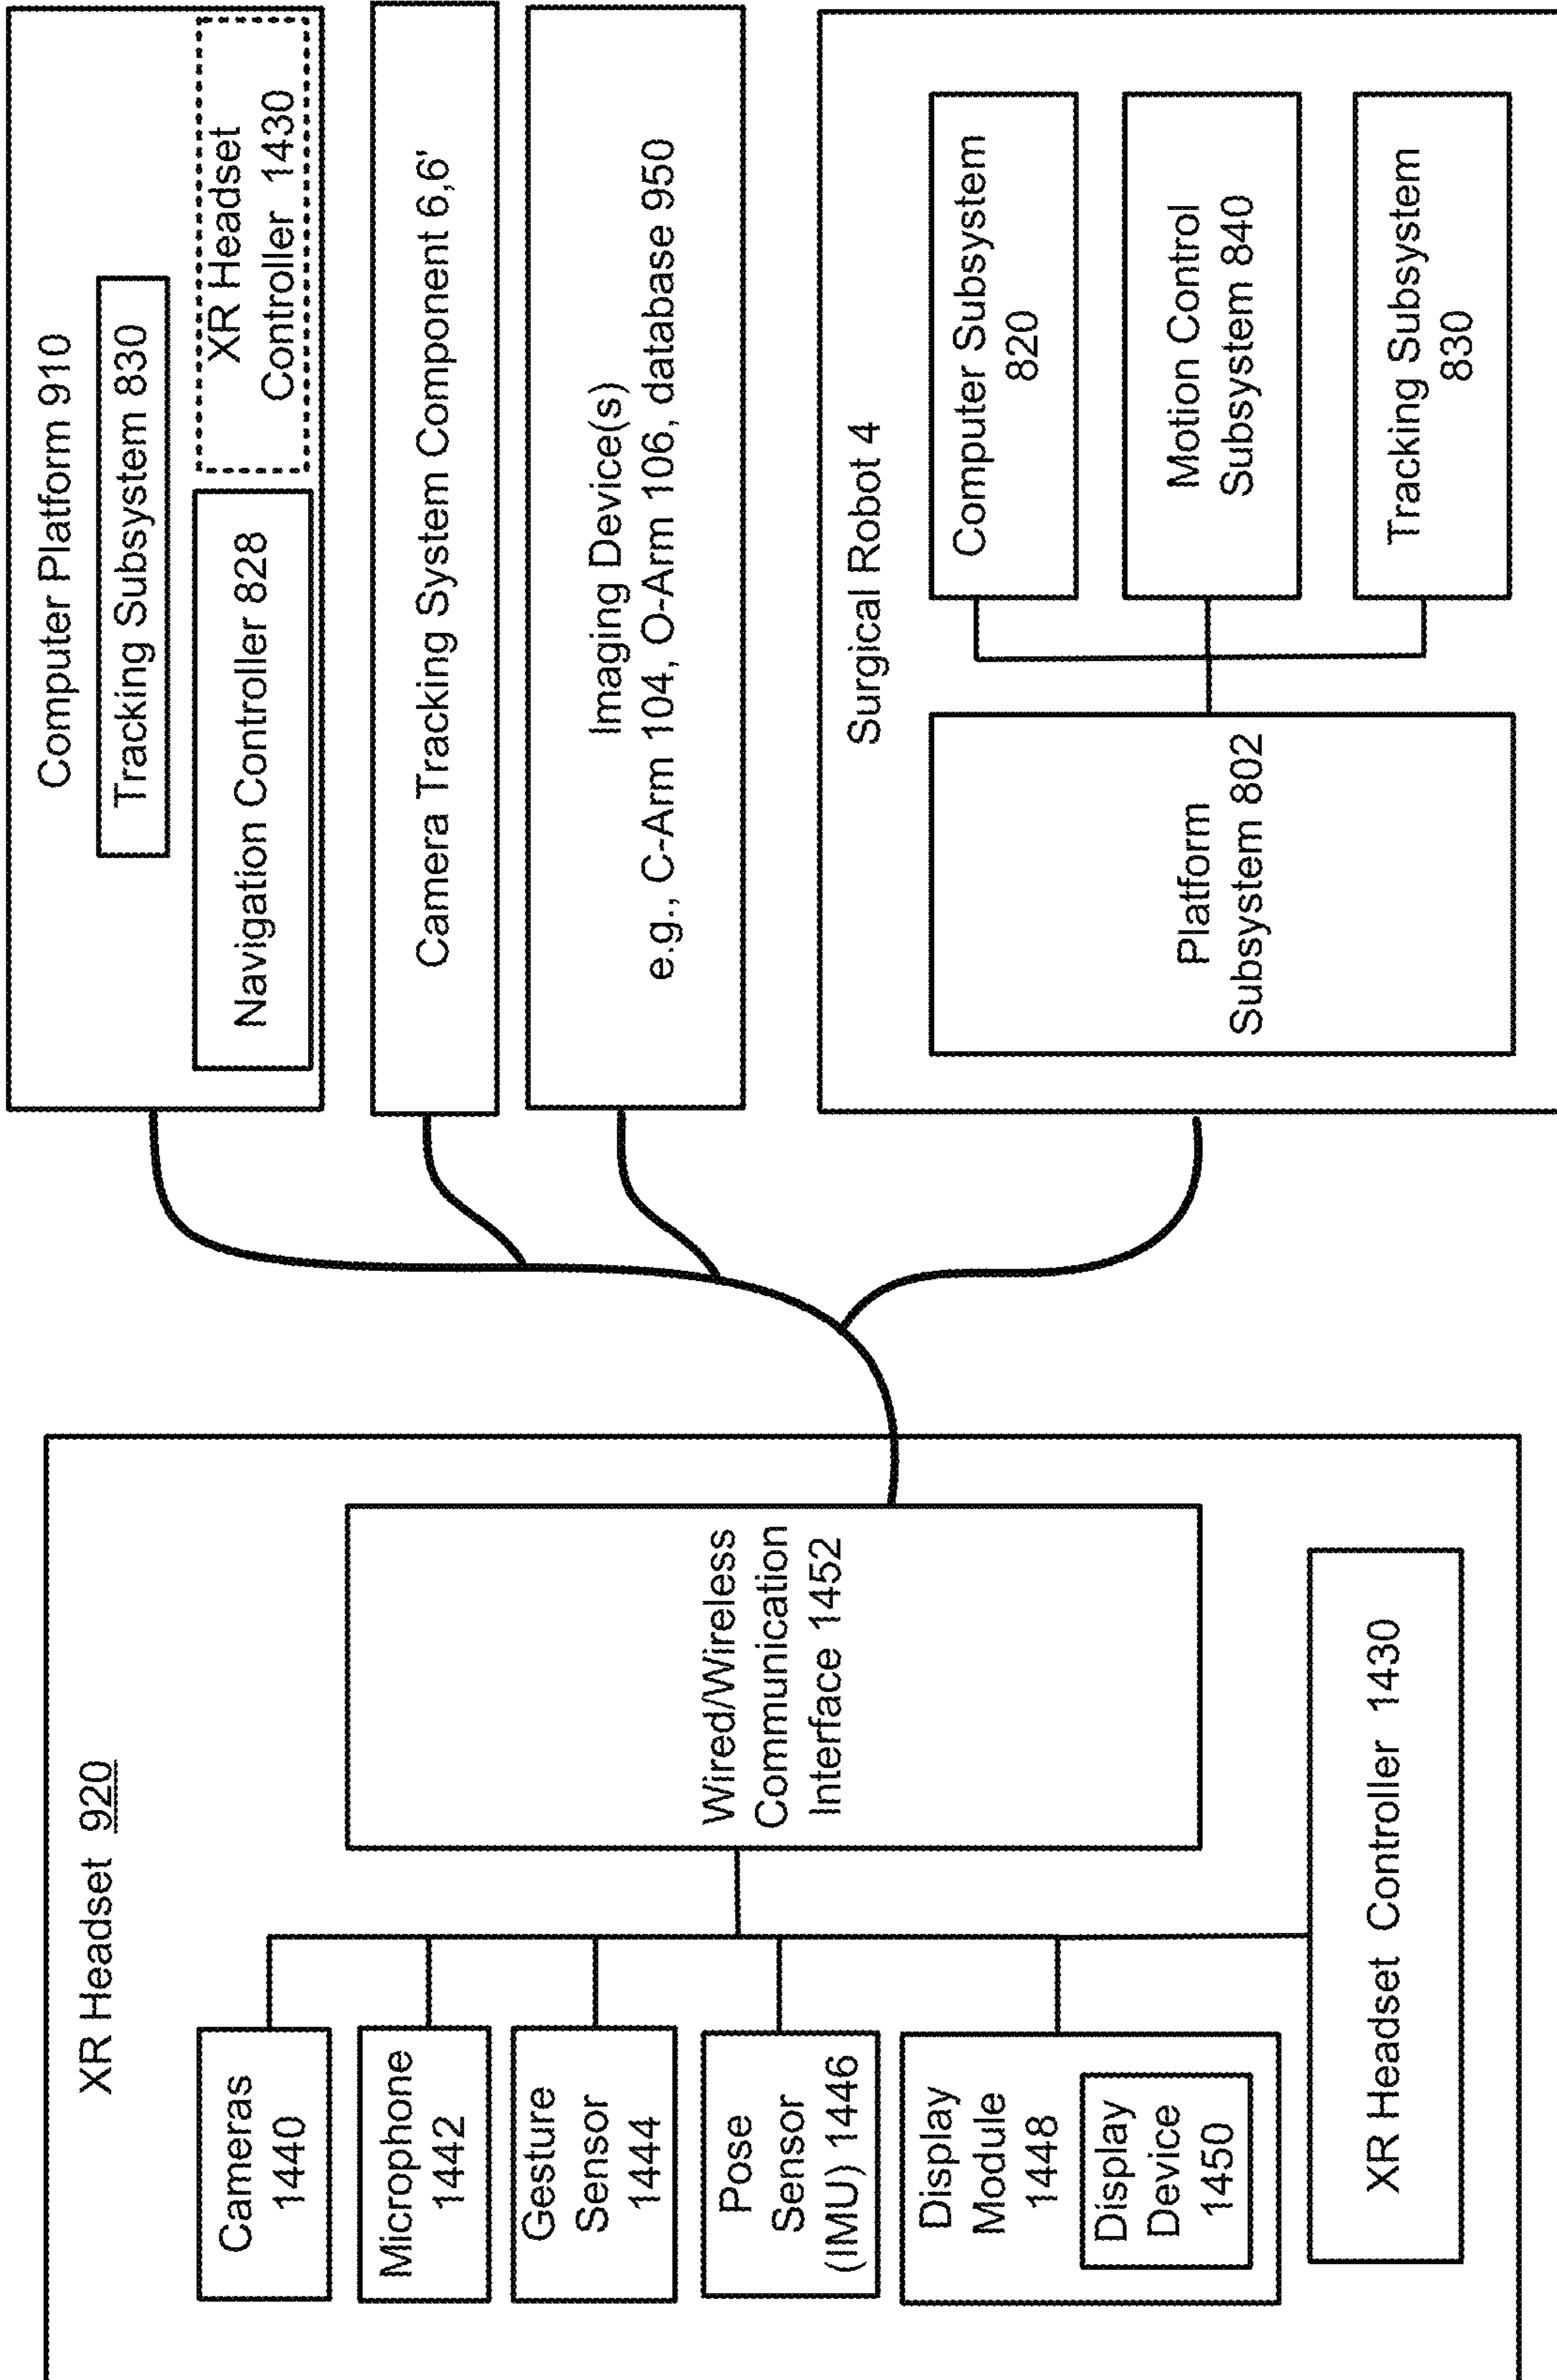 XR Headset 920
Cameras
1440
Microphone
1442
Gesture
Sensor
1444
Pose
Sensor
(IMU) 1446
Display
Module
1448
Display
Device
1450
Wired/Wireless
Communication
Interface 1452
XR Headset Controller 1430
Computer Platform 910
Tracking Subsystem 830
Navigation Controller 828
XR Headset
Controller 1430
Camera Tracking System Component 6,6'
Imaging Device(s)
e.g., C-Arm 104, O-Arm 106, database 950
Surgical Robot 4
Platform
Subsystem 802
Computer Subsystem
820
Motion Control
Subsystem 840
Tracking Subsystem
830